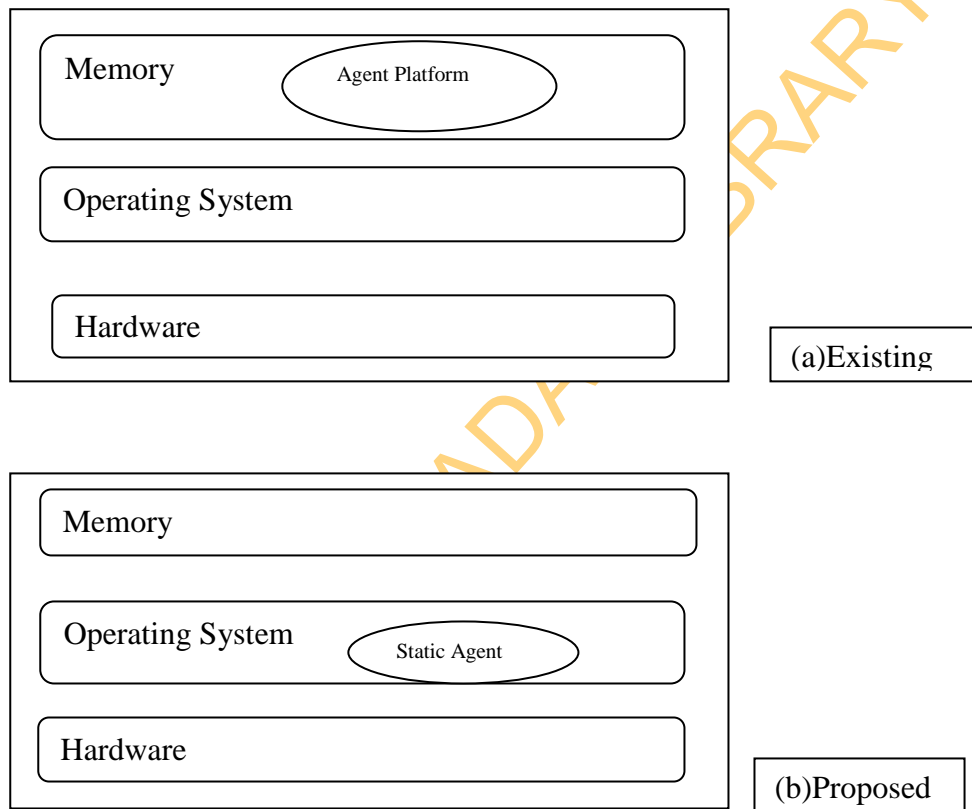 Memory
Agent Platform
Operating System
Hardware
(a)Existing
Memory
Operating System
Static Agent
Hardware
(b)Proposed